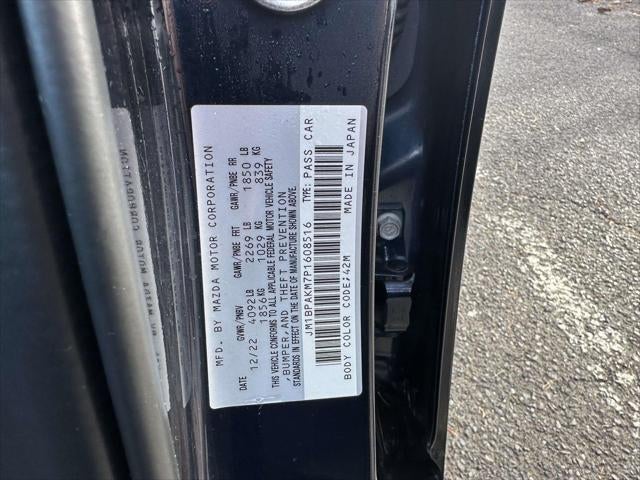 MFD. BY MAZDA MOTOR CORPORATION
DATE GVWR/PNBV GAWR/PNBE FRT GAWR/PNBE RR
12/22 4092LB 2269 LB 1850 LB
1856KG 1029 KG 839 KG
THIS VEHICLE CONFORMS TO ALL APPLICABLE FEDERAL MOTOR VEHICLE SAFETY
, BUMPER, AND THEFT PREVENTION
STANDARDS IN EFFECT ON THE DATE OF MANUFACTURE SHOWN ABOVE.
JM1BPAKM7P1608516 TYPE: PASS CAR
BODY COLOR CODE:42M MADE IN JAPAN